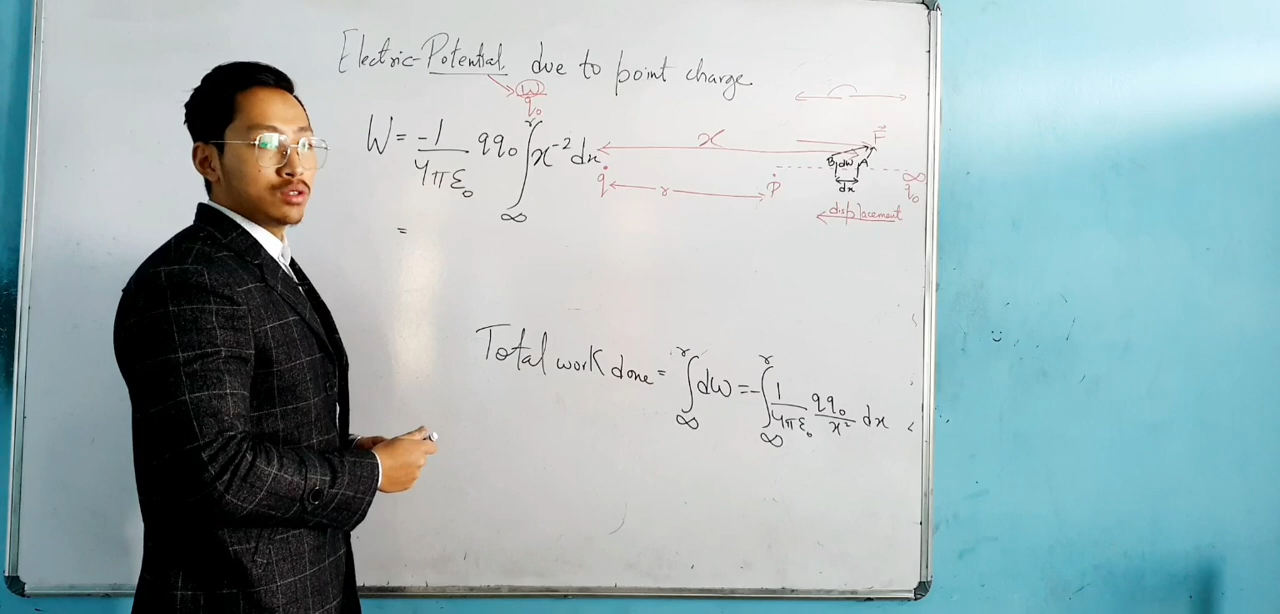 Electric-Potential due to point charge
W
q₀
W = -1/4πε₀ qq₀ ∫_∞^r x⁻² dx
=
x
F⃗
B dW A
dx
q
r
P
∞
q₀
displacement
Total work done = ∫_∞^r dw = -∫_∞^r 1/4πε₀ qq₀/x² dx